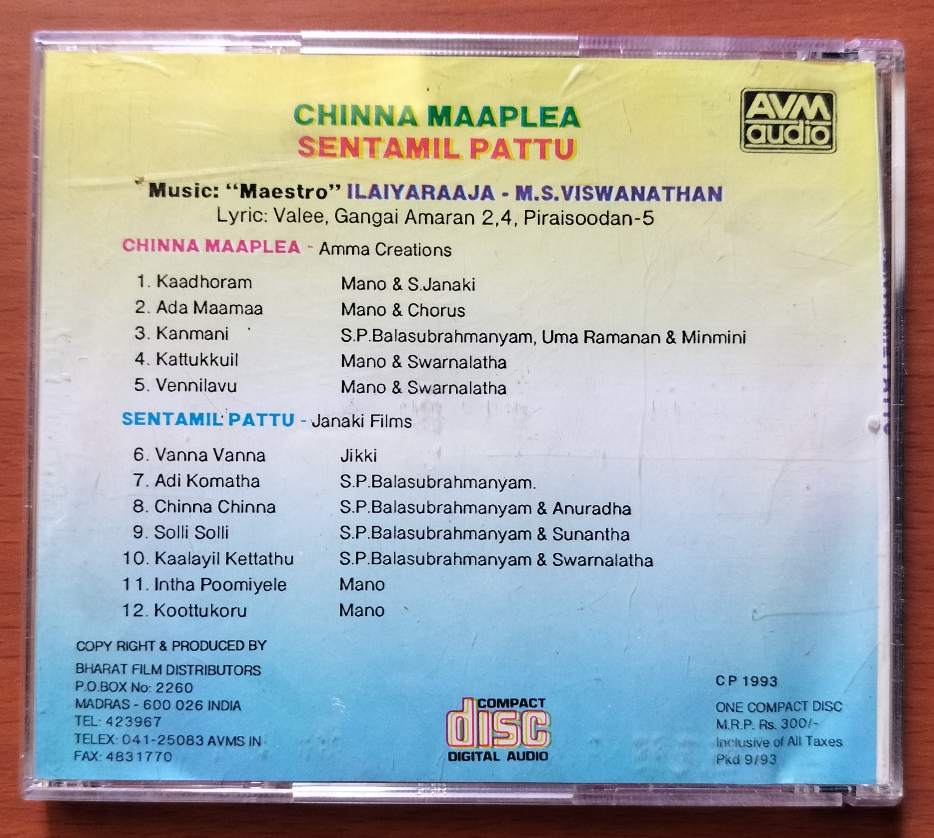 CHINNA MAAPLEA
SENTAMIL PATTU
AVM
audio
Music: "Maestro" ILAIYARAAJA - M.S.VISWANATHAN
Lyric: Valee, Gangai Amaran 2,4, Piraisoodan-5
CHINNA MAAPLEA - Amma Creations
1. Kaadhoram Mano & S.Janaki
2. Ada Maamaa Mano & Chorus
3. Kanmani S.P.Balasubrahmanyam, Uma Ramanan & Minmini
4. Kattukkuil Mano & Swarnalatha
5. Vennilavu Mano & Swarnalatha
SENTAMIL PATTU - Janaki Films
6. Vanna Vanna Jikki
7. Adi Komatha S.P.Balasubrahmanyam.
8. Chinna Chinna S.P.Balasubrahmanyam & Anuradha
9. Solli Solli S.P.Balasubrahmanyam & Sunantha
10. Kaalayil Kettathu S.P.Balasubrahmanyam & Swarnalatha
11. Intha Poomiyele Mano
12. Koottukoru Mano
COPY RIGHT & PRODUCED BY
BHARAT FILM DISTRIBUTORS
P.O.BOX No: 2260
MADRAS - 600 026 INDIA
TEL: 423967
TELEX: 041-25083 AVMS IN
FAX: 4831770
COMPACT
disc
DIGITAL AUDIO
C P 1993
ONE COMPACT DISC
M.R.P. Rs. 300/-
Inclusive of All Taxes
Pkd 9/93